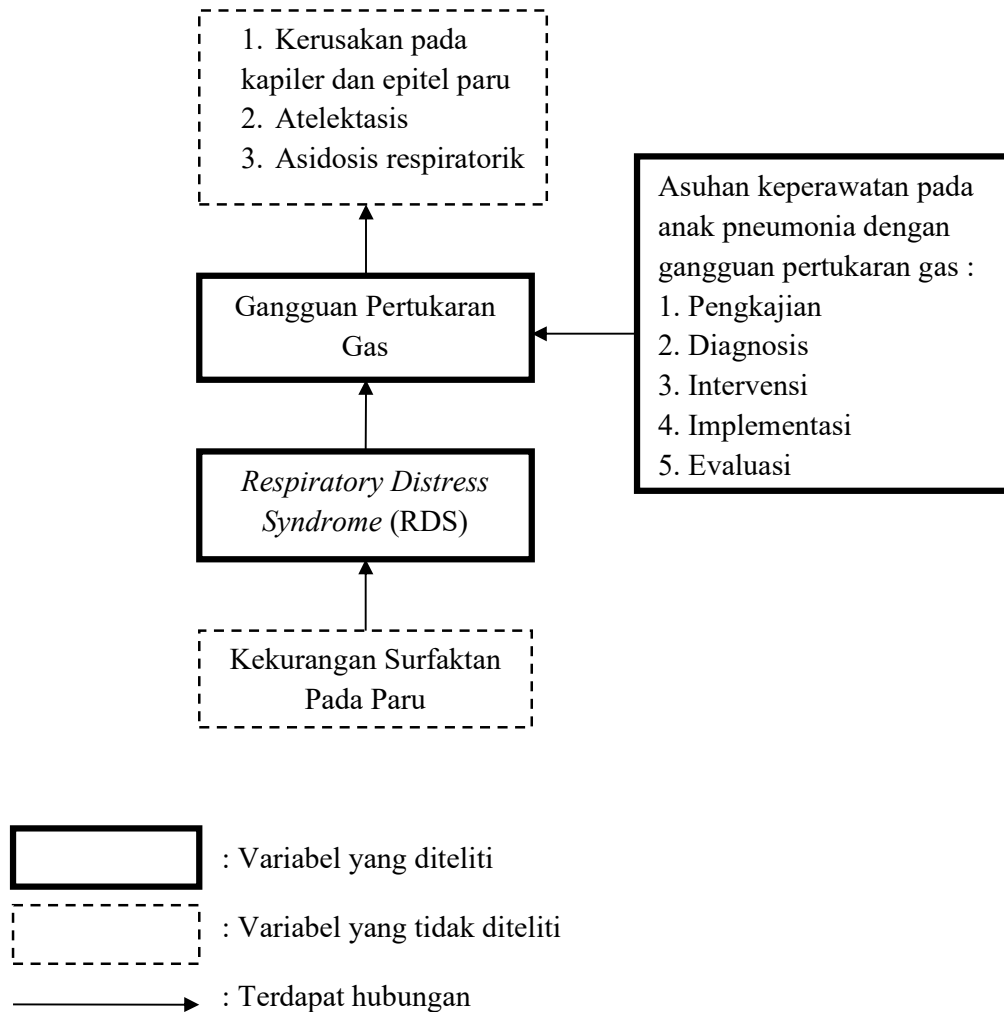 1. Kerusakan pada
kapiler dan epitel paru
2. Atelektasis
3. Asidosis respiratorik
Asuhan keperawatan pada
anak pneumonia dengan
gangguan pertukaran gas :
1. Pengkajian
2. Diagnosis
3. Intervensi
4. Implementasi
5. Evaluasi
Gangguan Pertukaran
Gas
Respiratory Distress
Syndrome (RDS)
Kekurangan Surfaktan
Pada Paru
: Variabel yang diteliti
: Variabel yang tidak diteliti
: Terdapat hubungan